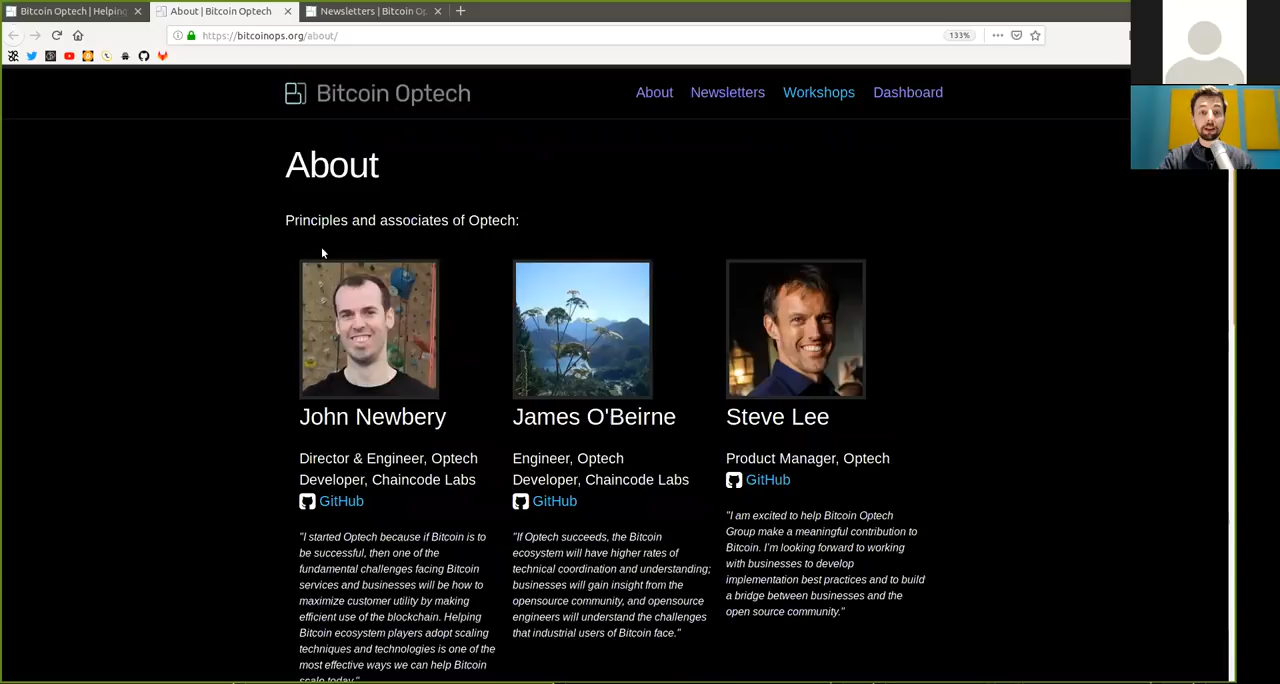 Bitcoin Optech | Helping
About | Bitcoin Optech
Newsletters | Bitcoin Op
https://bitcoinops.org/about/
133%
Bitcoin Optech
About
Newsletters
Workshops
Dashboard
About
Principles and associates of Optech:
John Newbery
Director & Engineer, Optech
Developer, Chaincode Labs
GitHub
"I started Optech because if Bitcoin is to
be successful, then one of the
fundamental challenges facing Bitcoin
services and businesses will be how to
maximize customer utility by making
efficient use of the blockchain. Helping
Bitcoin ecosystem players adopt scaling
techniques and technologies is one of the
most effective ways we can help Bitcoin
scale today."
James O'Beirne
Engineer, Optech
Developer, Chaincode Labs
GitHub
"If Optech succeeds, the Bitcoin
ecosystem will have higher rates of
technical coordination and understanding;
businesses will gain insight from the
opensource community, and opensource
engineers will understand the challenges
that industrial users of Bitcoin face."
Steve Lee
Product Manager, Optech
GitHub
"I am excited to help Bitcoin Optech
Group make a meaningful contribution to
Bitcoin. I'm looking forward to working
with businesses to develop
implementation best practices and to build
a bridge between businesses and the
open source community."